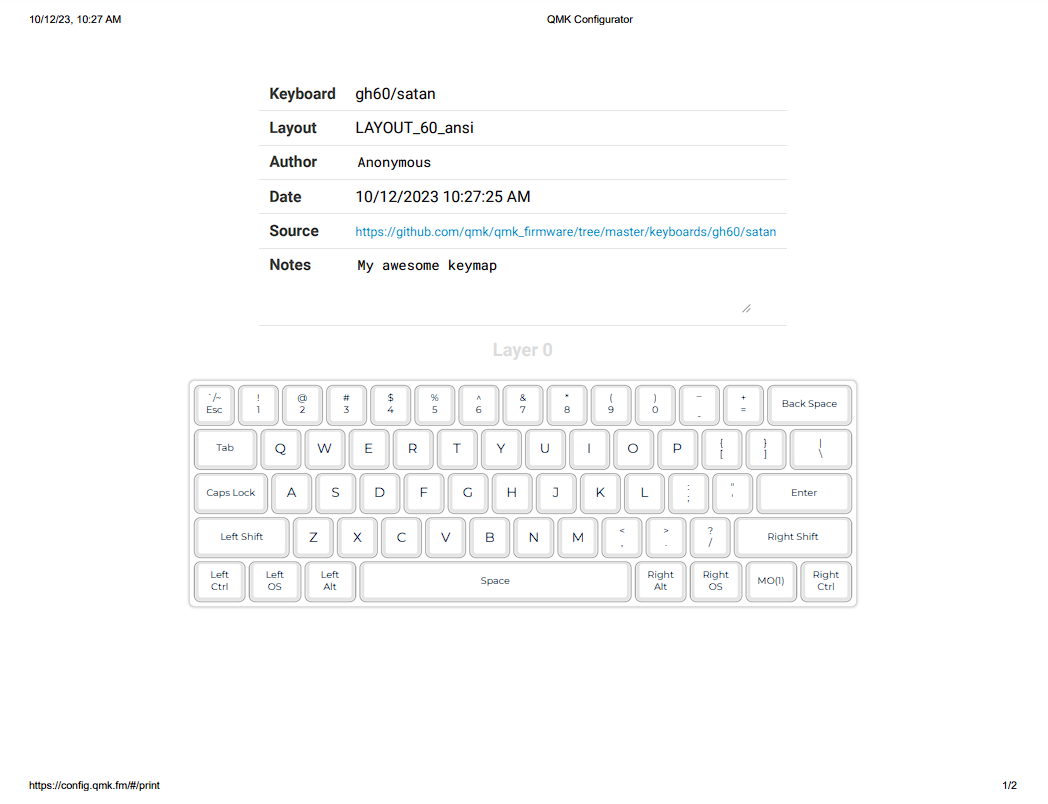 10/12/23, 10:27 AM QMK Configurator
Keyboard gh60/satan
Layout LAYOUT_60_ansi
Author Anonymous
Date 10/12/2023 10:27:25 AM
Source https://github.com/qmk/qmk_firmware/tree/master/keyboards/gh60/satan
Notes My awesome keymap
Layer 0
`/~ ! @ # $ % ^ & * ( ) _ +
Esc 1 2 3 4 5 6 7 8 9 0 - = Back Space
Tab Q W E R T Y U I O P { } |
[ ] \
Caps Lock A S D F G H J K L : " Enter
; '
Left Shift Z X C V B N M < > ? Right Shift
, . /
Left Left Left Space Right Right MO(1) Right
Ctrl OS Alt Alt OS Ctrl
https://config.qmk.fm/#/print 1/2